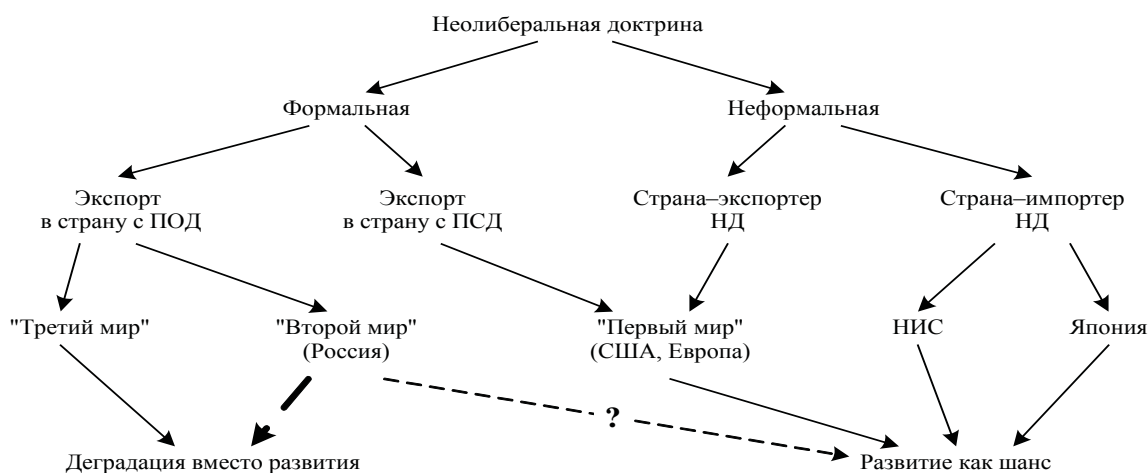 Неолиберальная доктрина
Формальная
Неформальная
Экспорт
в страну с ПОД
Экспорт
в страну с ПСД
Страна–экспортер
НД
Страна–импортер
НД
"Третий мир"
"Второй мир"
(Россия)
"Первый мир"
(США, Европа)
НИС
Япония
?
Деградация вместо развития
Развитие как шанс